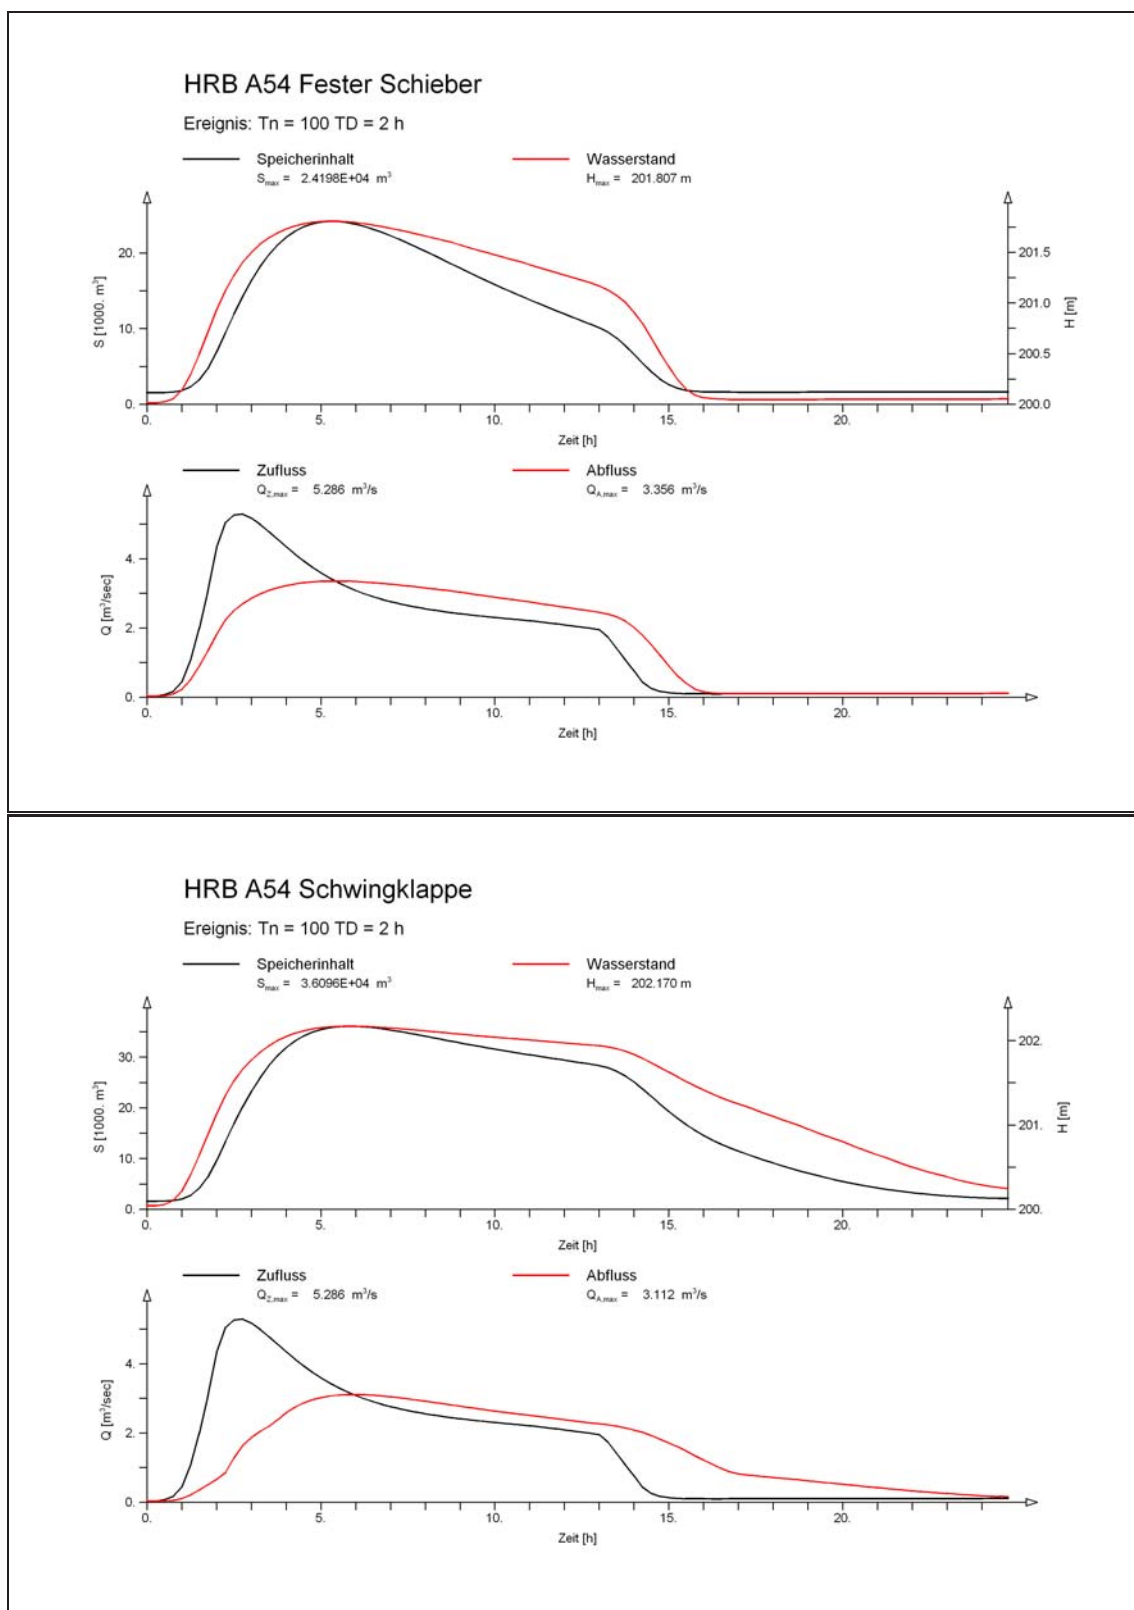 HRB A54 Fester Schieber
Ereignis: Tn = 100 TD = 2 h
Speicherinhalt Wasserstand
Smax = 2.4198E+04 m³ Hmax = 201.807 m
S [1000. m³]
20.
10.
0.
H [m]
201.5
201.0
200.5
200.0
0. 5. 10. 15. 20.
Zeit [h]
Zufluss Abfluss
QZ,max = 5.286 m³/s QA,max = 3.356 m³/s
Q [m³/sec]
4.
2.
0.
0. 5. 10. 15. 20.
Zeit [h]
HRB A54 Schwingklappe
Ereignis: Tn = 100 TD = 2 h
Speicherinhalt Wasserstand
Smax = 3.6096E+04 m³ Hmax = 202.170 m
S [1000. m³]
30.
20.
10.
0.
H [m]
202.
201.
200.
0. 5. 10. 15. 20.
Zeit [h]
Zufluss Abfluss
QZ,max = 5.286 m³/s QA,max = 3.112 m³/s
Q [m³/sec]
4.
2.
0.
0. 5. 10. 15. 20.
Zeit [h]